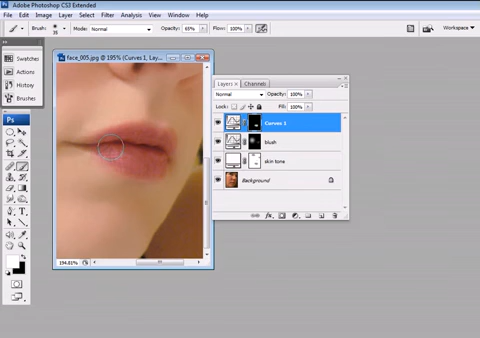 Adobe Photoshop CS3 Extended
File Edit Image Layer Select Filter Analysis View Window Help
Brush: 35 Mode: Normal Opacity: 65% Flow: 100% Workspace
Swatches
Actions
History
Brushes
Ps
face_005.jpg @ 195% (Curves 1, Lay...
194.81%
Layers Channels
Normal Opacity: 100%
Lock: Fill: 100%
Curves 1
blush
skin tone
Background